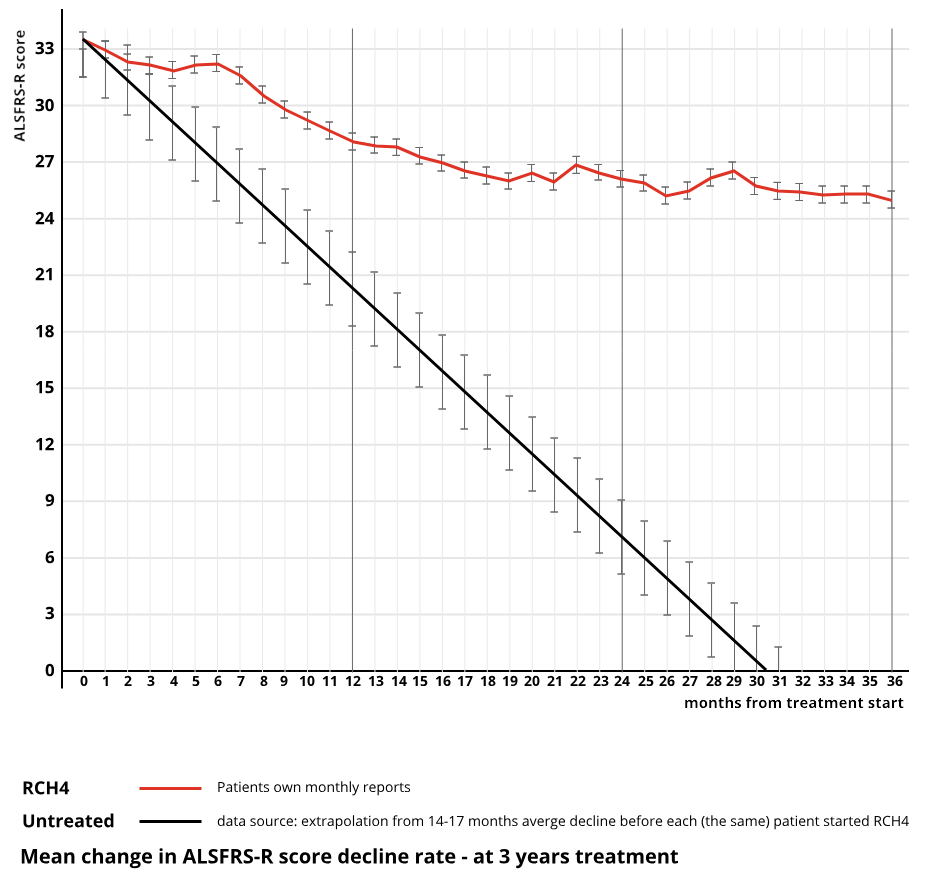 ALSFRS-R score
33
30
27
24
21
18
15
12
9
6
3
0
0 1 2 3 4 5 6 7 8 9 10 11 12 13 14 15 16 17 18 19 20 21 22 23 24 25 26 27 28 29 30 31 32 33 34 35 36
months from treatment start
RCH4 Patients own monthly reports
Untreated data source: extrapolation from 14-17 months averge decline before each (the same) patient started RCH4
Mean change in ALSFRS-R score decline rate - at 3 years treatment